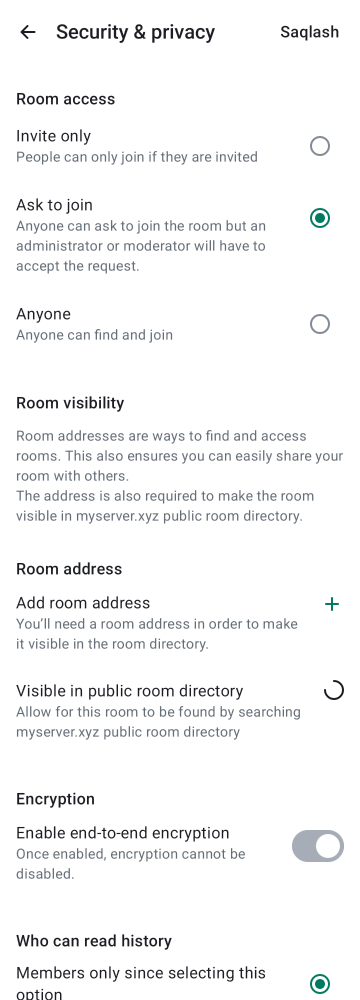 Security & privacy
Saqlash
Room access
Invite only
People can only join if they are invited
Ask to join
Anyone can ask to join the room but an
administrator or moderator will have to
accept the request.
Anyone
Anyone can find and join
Room visibility
Room addresses are ways to find and access
rooms. This also ensures you can easily share your
room with others.
The address is also required to make the room
visible in myserver.xyz public room directory.
Room address
Add room address
You’ll need a room address in order to make
it visible in the room directory.
Visible in public room directory
Allow for this room to be found by searching
myserver.xyz public room directory
Encryption
Enable end-to-end encryption
Once enabled, encryption cannot be
disabled.
Who can read history
Members only since selecting this
option